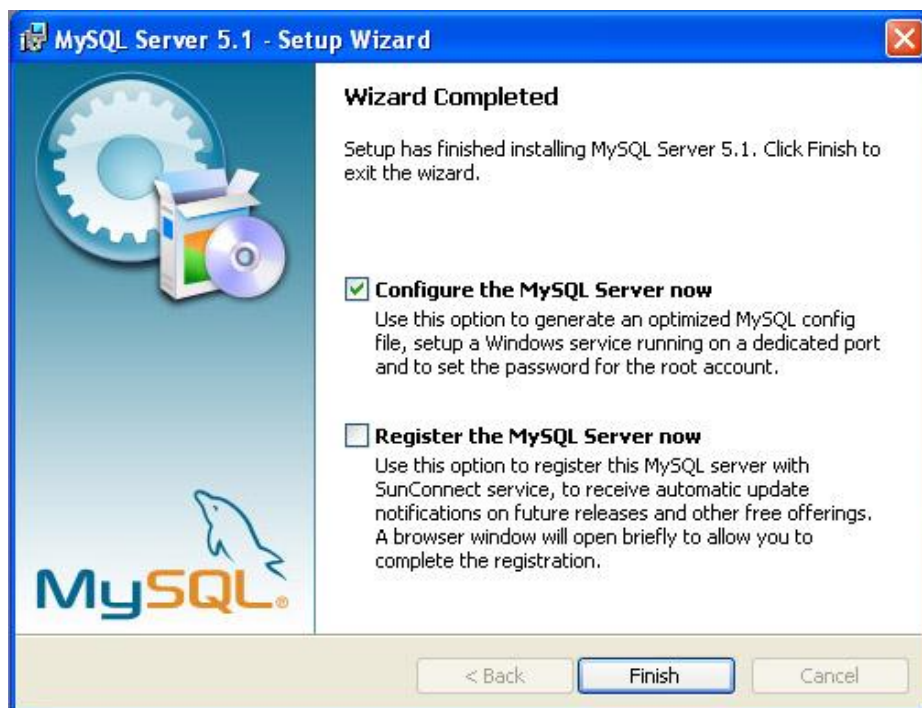 MySQL Server 5.1 - Setup Wizard
Wizard Completed
Setup has finished installing MySQL Server 5.1. Click Finish to
exit the wizard.
Configure the MySQL Server now
Use this option to generate an optimized MySQL config
file, setup a Windows service running on a dedicated port
and to set the password for the root account.
Register the MySQL Server now
Use this option to register this MySQL server with
SunConnect service, to receive automatic update
notifications on future releases and other free offerings.
A browser window will open briefly to allow you to
complete the registration.
MySQL®
< Back
Finish
Cancel